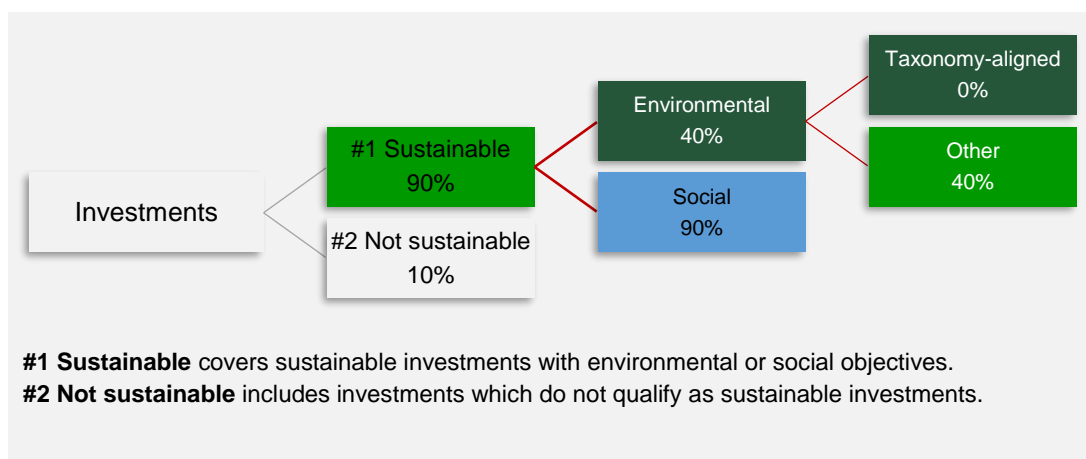 Investments
#1 Sustainable
90%
#2 Not sustainable
10%
Environmental
40%
Social
90%
Taxonomy-aligned
0%
Other
40%
#1 Sustainable covers sustainable investments with environmental or social objectives.
#2 Not sustainable includes investments which do not qualify as sustainable investments.